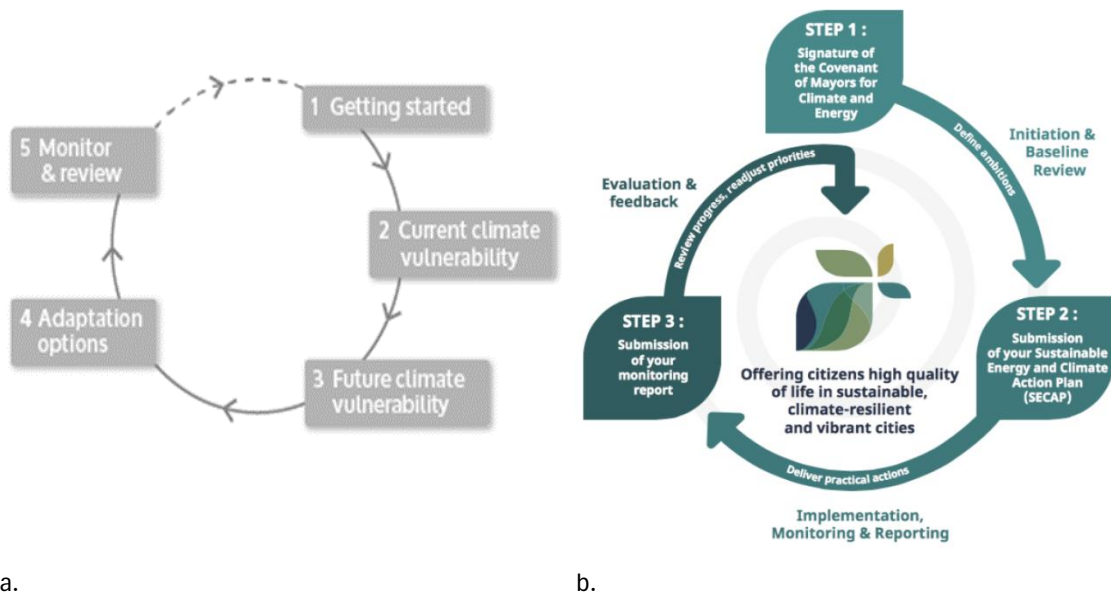 1 Getting started
2 Current climate
vulnerability
3 Future climate
vulnerability
4 Adaptation
options
5 Monitor
& review
a.
STEP 1 :
Signature of
the Covenant
of Mayors for
Climate and
Energy
Define ambitions
Initiation &
Baseline
Review
STEP 2 :
Submission
of your Sustainable
Energy and Climate
Action Plan
(SECAP)
Deliver practical actions
Implementation,
Monitoring & Reporting
STEP 3 :
Submission
of your
monitoring
report
Review progress, readjust priorities
Evaluation &
feedback
Offering citizens high quality
of life in sustainable,
climate-resilient
and vibrant cities
b.